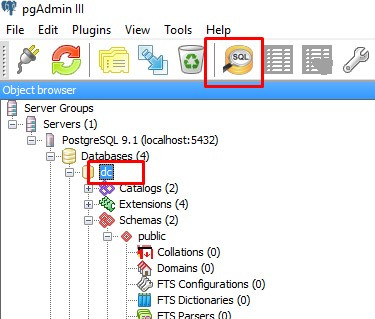 pgAdmin III
File Edit Plugins View Tools Help
SQL
Object browser
Server Groups
Servers (1)
PostgreSQL 9.1 (localhost:5432)
Databases (4)
dc
Catalogs (2)
Extensions (4)
Schemas (2)
public
Collations (0)
Domains (0)
FTS Configurations (0)
FTS Dictionaries (0)
FTS Parsers (0)